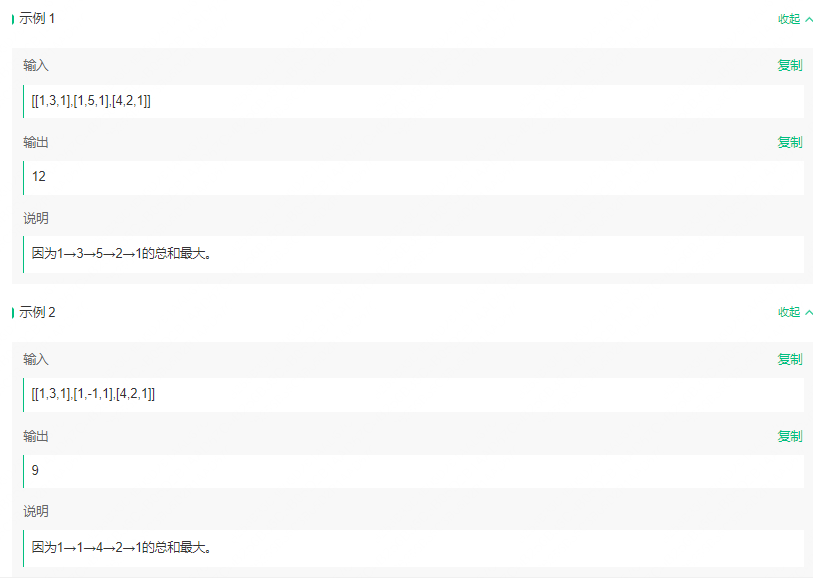 示例 1
收起
输入
复制
[[1,3,1],[1,5,1],[4,2,1]]
输出
复制
12
说明
因为1→3→5→2→1的总和最大。
示例 2
收起
输入
复制
[[1,3,1],[1,-1,1],[4,2,1]]
输出
复制
9
说明
因为1→1→4→2→1的总和最大。